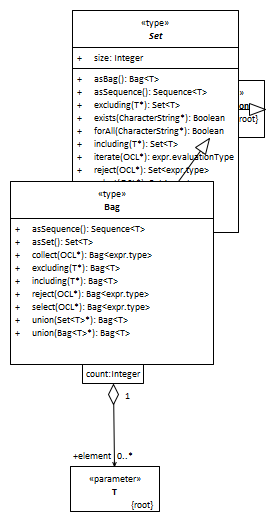 «type»
Set
+ size: Integer
+ asBag(): Bag<T>
+ asSequence(): Sequence<T>
+ excluding(T*): Set<T>
+ exists(CharacterString*): Boolean
+ forAll(CharacterString*): Boolean
+ including(T*): Set<T>
+ iterate(OCL*): expr.evaluationType
+ reject(OCL*): Set<expr.type>
{root}
«type»
Bag
+ asSequence(): Sequence<T>
+ asSet(): Set<T>
+ collect(OCL*): Bag<expr.type>
+ excluding(T*): Bag<T>
+ including(T*): Bag<T>
+ reject(OCL*): Bag<expr.type>
+ select(OCL*): Bag<expr.type>
+ union(Set<T>*): Bag<T>
+ union(Bag<T>*): Bag<T>
count:Integer
1
+element 0..*
«parameter»
T
{root}